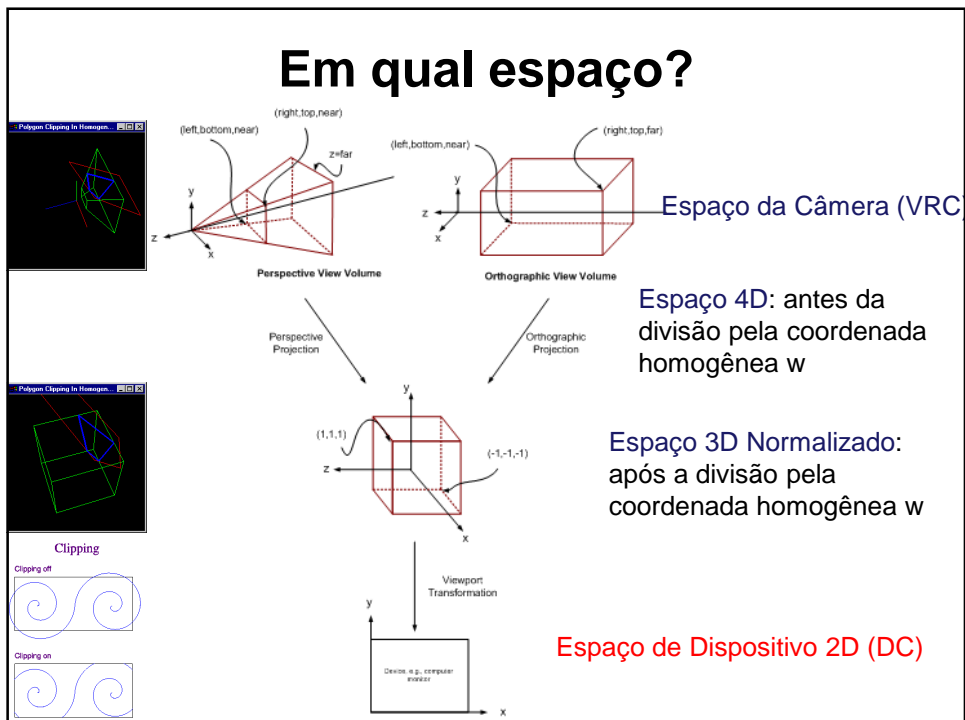 Em qual espaço?
Polygon Clipping In Homogen...
(right,top,near)
(left,bottom,near)
z=far
y
z
x
Perspective View Volume
(right,top,far)
(left,bottom,near)
y
z
x
Orthographic View Volume
Espaço da Câmera (VRC)
Espaço 4D: antes da
divisão pela coordenada
homogênea w
Perspective
Projection
Orthographic
Projection
Polygon Clipping In Homogen...
y
(1,1,1)
(-1,-1,-1)
z
x
Espaço 3D Normalizado:
após a divisão pela
coordenada homogênea w
Clipping
Clipping off
Clipping on
Viewport
Transformation
y
Device, e.g., computer
monitor
x
Espaço de Dispositivo 2D (DC)